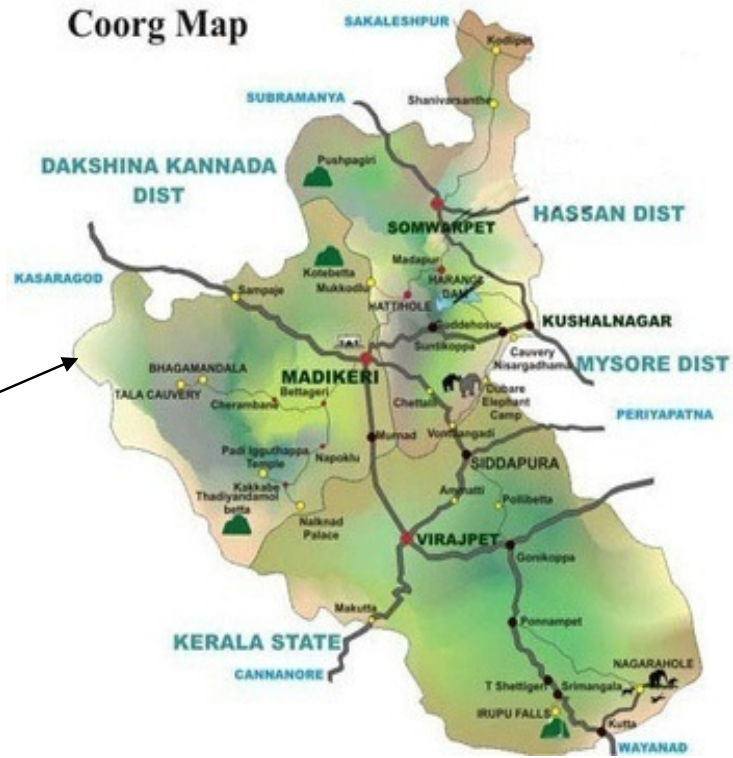 Coorg Map
SAKALESHPUR
Kodlipet
SUBRAMANYA
Shanivarsanthe
DAKSHINA KANNADA
DIST
Pushpagiri
HASSAN DIST
SOMWARPET
Madapur
KASARAGOD
Kotebetta
Sampaje
Mukkodlu
HARANGE
DAM
HATTIHOLE
Guddehosur
KUSHALNAGAR
Suntikoppa
Cauvery
Nisargadhama
MYSORE DIST
BHAGAMANDALA
MADIKERI
TALA CAUVERY
Cherambane
Bettageri
Chettalli
Dubare
Elephant
Camp
PERIYAPATNA
Murnad
Padi Igguthappa
Temple
Napoklu
SIDDAPURA
Kakkabe
Thadiyandamol
betta
Ammatti
Pollibetta
Nalknad
Palace
VIRAJPET
Gonikoppa
Makutta
Ponnampet
KERALA STATE
CANNANORE
NAGARAHOLE
T Shettigeri
Srimangala
IRUPU FALLS
Kutta
WAYANAD